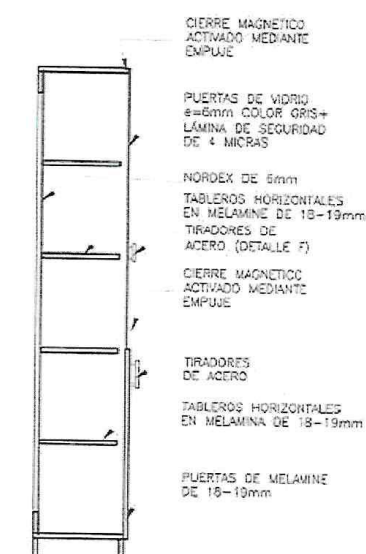 CIERRE MAGNETICO
ACTIVADO MEDIANTE
EMPUJE
PUERTAS DE VIDRIO
e=6mm COLOR GRIS+
LÁMINA DE SEGURIDAD
DE 4 MICRAS
NORDEX DE 6mm
TABLEROS HORIZONTALES
EN MELAMINE DE 18-19mm
TIRADORES DE
ACERO (DETALLE F)
CIERRE MAGNETICO
ACTIVADO MEDIANTE
EMPUJE
TIRADORES
DE ACERO
TABLEROS HORIZONTALES
EN MELAMINA DE 18-19mm
PUERTAS DE MELAMINE
DE 18-19mm